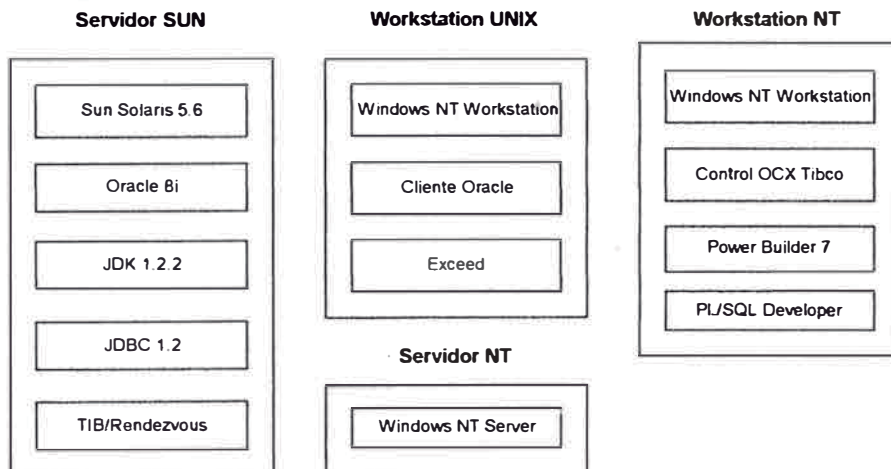 Servidor SUN
Sun Solaris 5.6
Oracle 8i
JDK 1.2.2
JDBC 1.2
TIB/Rendezvous
Workstation UNIX
Windows NT Workstation
Cliente Oracle
Exceed
Servidor NT
Windows NT Server
Workstation NT
Windows NT Workstation
Control OCX Tibco
Power Builder 7
PL/SQL Developer